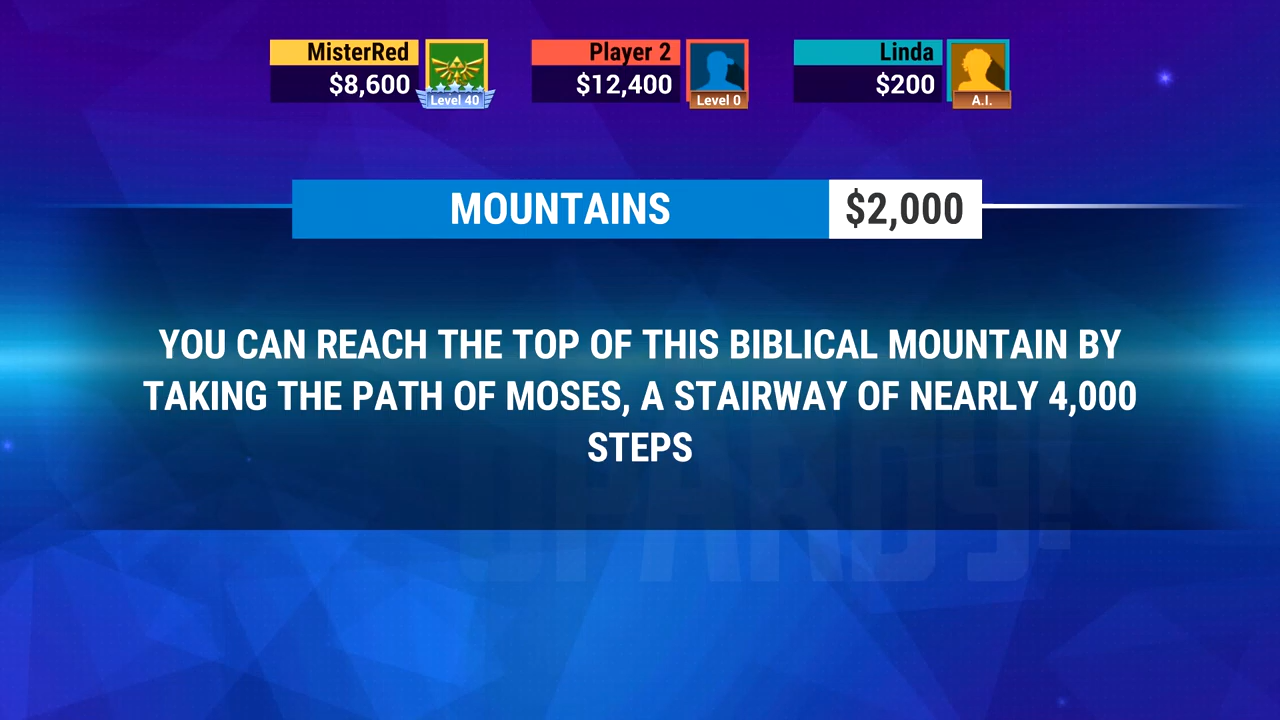 MisterRed Player 2 Linda
$8,600 $12,400 $200
Level 40 Level 0 A.I.
MOUNTAINS $2,000
YOU CAN REACH THE TOP OF THIS BIBLICAL MOUNTAIN BY
TAKING THE PATH OF MOSES, A STAIRWAY OF NEARLY 4,000
STEPS
OPARDY!